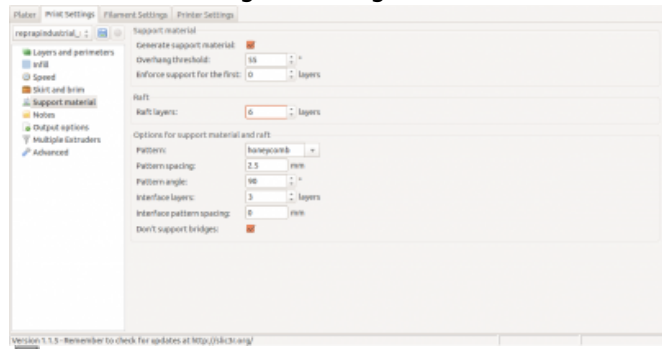 Plater Print Settings Filament Settings Printer Settings
reprapindustrial_
Support material
Generate support material:
Layers and perimeters
Overhang threshold: 55 °
Infill
Enforce support for the first: 0 layers
Speed
Skirt and brim
Raft
Support material
Raft layers: 6 layers
Notes
Output options
Options for support material and raft
Multiple Extruders
Pattern: honeycomb
Advanced
Pattern spacing: 2.5 mm
Pattern angle: 90 °
Interface layers: 3 layers
Interface pattern spacing: 0 mm
Don't support bridges:
Version 1.1.5 - Remember to check for updates at http://slic3r.org/